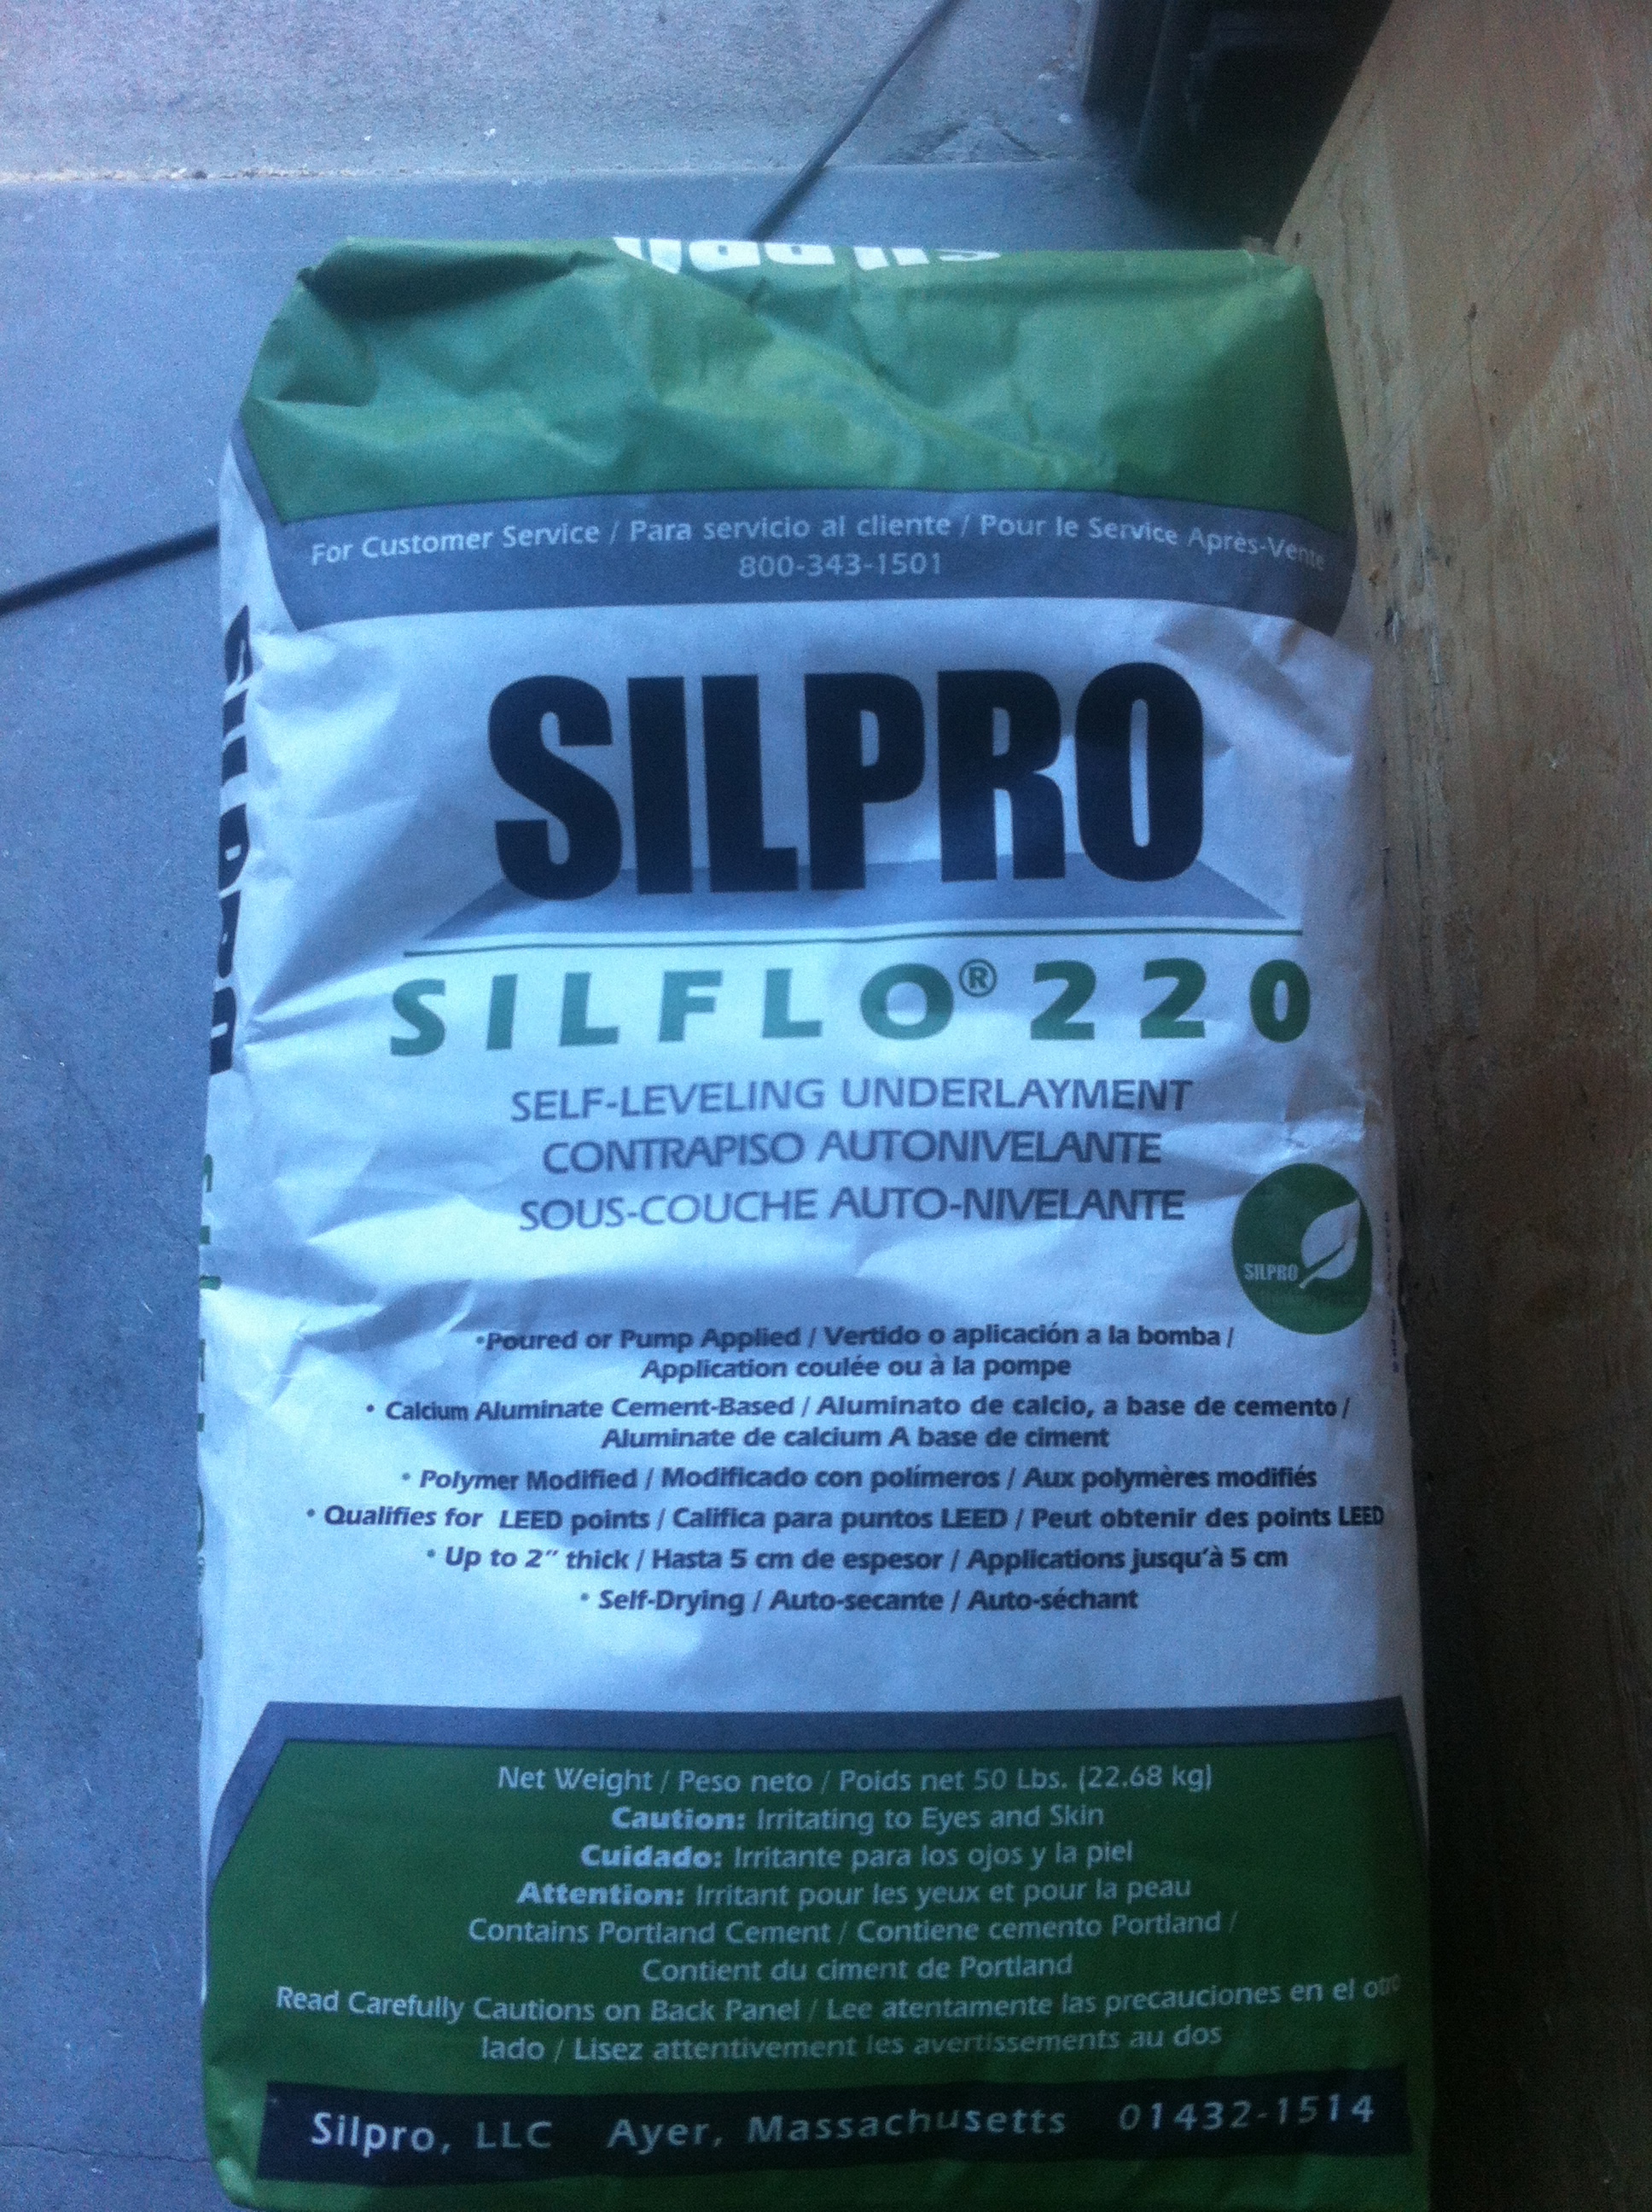 For Customer Service / Para servicio al cliente / Pour le Service Après-Vente
800-343-1501
SILPRO
SILFLO® 220
SELF-LEVELING UNDERLAYMENT
CONTRAPISO AUTONIVELANTE
SOUS-COUCHE AUTO-NIVELANTE
SILPRO
•Poured or Pump Applied / Vertido o aplicación a la bomba /
Application coulée ou à la pompe
• Calcium Aluminate Cement-Based / Aluminato de calcio, a base de cemento /
Aluminate de calcium A base de ciment
• Polymer Modified / Modificado con polímeros / Aux polymères modifiés
• Qualifies for LEED points / Califica para puntos LEED / Peut obtenir des points LEED
• Up to 2" thick / Hasta 5 cm de espesor / Applications jusqu'à 5 cm
• Self-Drying / Auto-secante / Auto-séchant
Net Weight / Peso neto / Poids net 50 Lbs. (22.68 kg)
Caution: Irritating to Eyes and Skin
Cuidado: Irritante para los ojos y la piel
Attention: Irritant pour les yeux et pour la peau
Contains Portland Cement / Contiene cemento Portland /
Contient du ciment de Portland
Read Carefully Cautions on Back Panel / Lee atentamente las precauciones en el otro
lado / Lisez attentivement les avertissements au dos
Silpro, LLC Ayer, Massachusetts 01432-1514
SILPRO